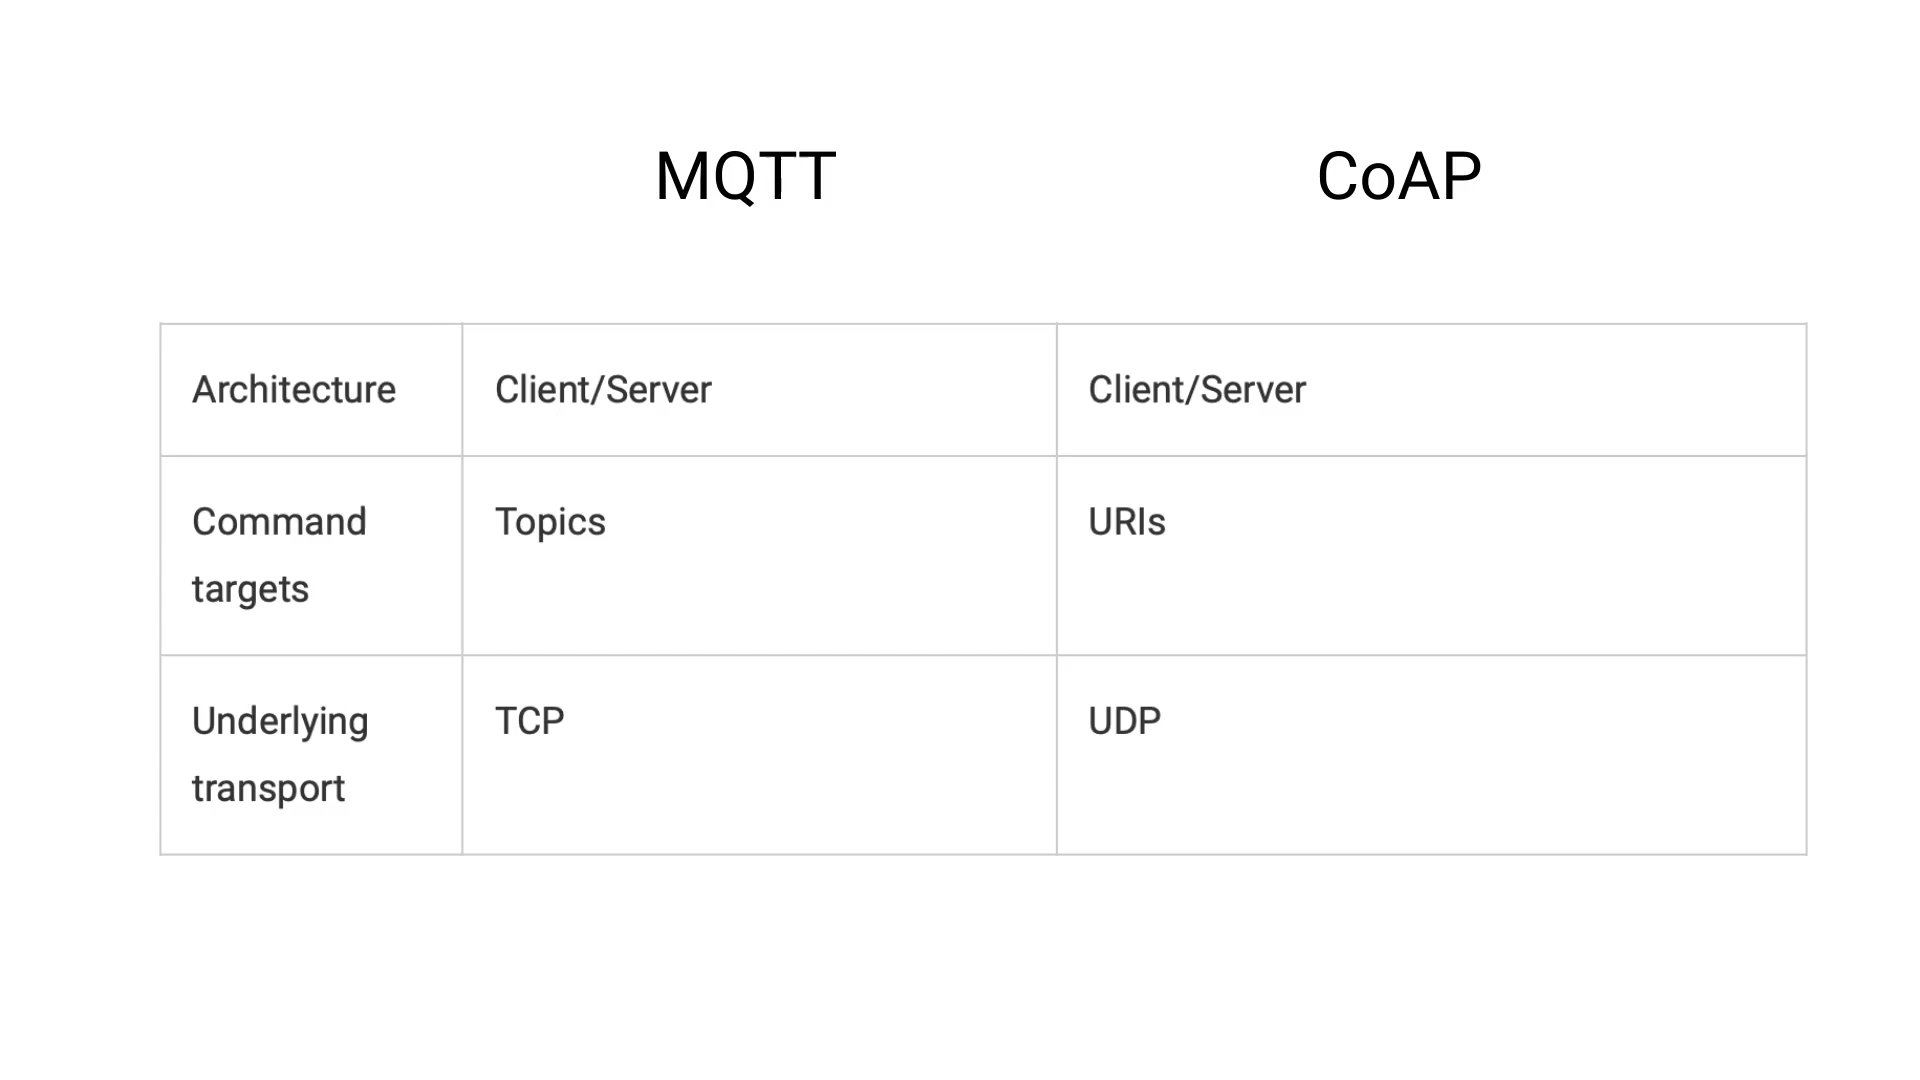 MQTT CoAP
Architecture Client/Server Client/Server
Command Topics URIs
targets
Underlying TCP UDP
transport